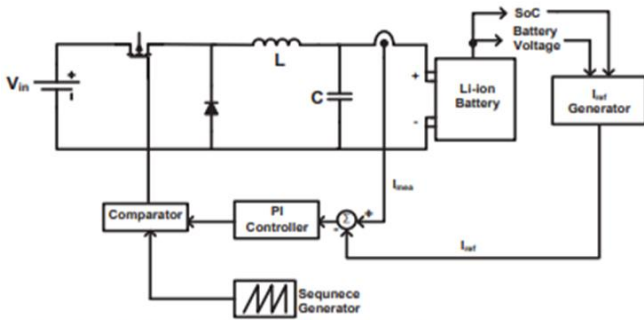 SoC
Battery
Voltage
L
+
Vin
C
+
-
Li-ion
Battery
Iref
Generator
Imea
Comparator
PI
Controller
Σ
+
-
Iref
Sequnece
Generator